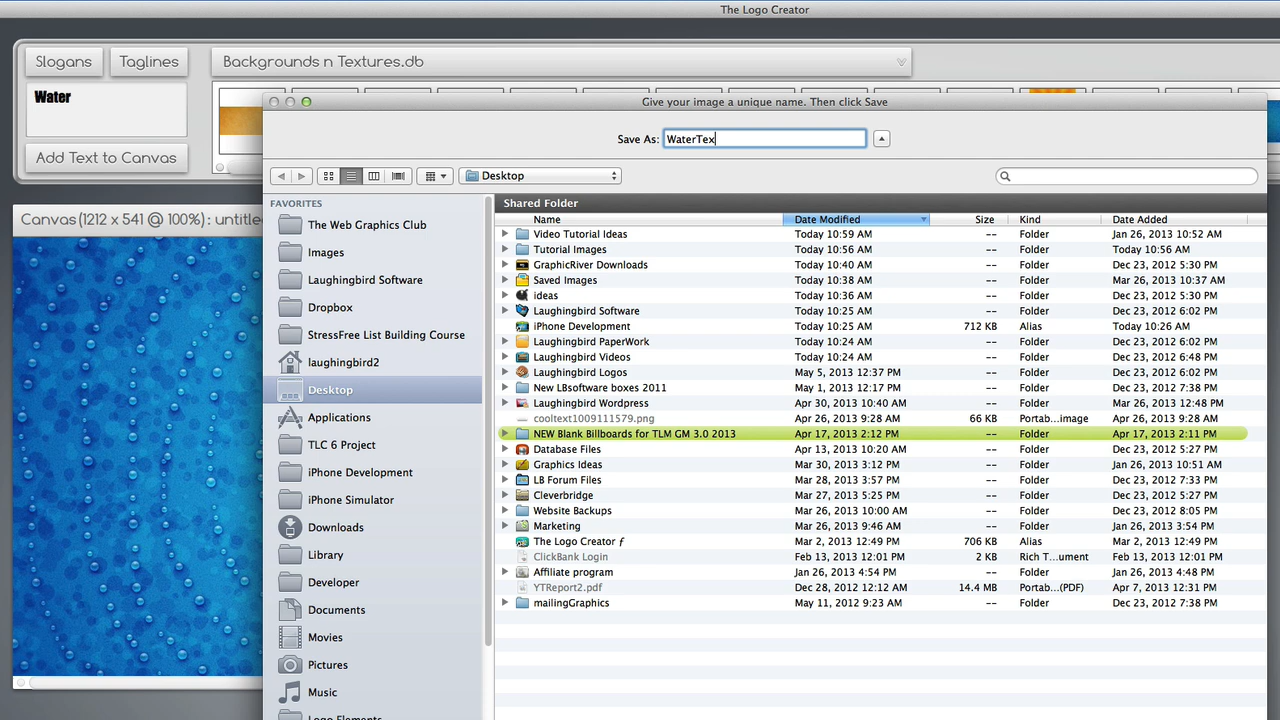 The Logo Creator
Slogans Taglines Backgrounds n Textures.db
Water
Add Text to Canvas
Give your image a unique name. Then click Save
Save As: WaterTex
Desktop
Canvas(1212 x 541 @ 100%): untitle
FAVORITES
The Web Graphics Club
Images
Laughingbird Software
Dropbox
StressFree List Building Course
laughingbird2
Desktop
Applications
TLC 6 Project
iPhone Development
iPhone Simulator
Downloads
Library
Developer
Documents
Movies
Pictures
Music
Logo Elements
Shared Folder
Name Date Modified Size Kind Date Added
Video Tutorial Ideas Today 10:59 AM -- Folder Jan 26, 2013 10:52 AM
Tutorial Images Today 10:56 AM -- Folder Today 10:56 AM
GraphicRiver Downloads Today 10:40 AM -- Folder Dec 23, 2012 5:30 PM
Saved Images Today 10:38 AM -- Folder Mar 26, 2013 10:37 AM
ideas Today 10:36 AM -- Folder Dec 23, 2012 5:30 PM
Laughingbird Software Today 10:25 AM -- Folder Dec 23, 2012 6:02 PM
iPhone Development Today 10:25 AM 712 KB Alias Today 10:26 AM
Laughingbird PaperWork Today 10:24 AM -- Folder Dec 23, 2012 6:02 PM
Laughingbird Videos Today 10:24 AM -- Folder Dec 23, 2012 6:48 PM
Laughingbird Logos May 5, 2013 12:37 PM -- Folder Dec 23, 2012 6:02 PM
New LBsoftware boxes 2011 May 1, 2013 12:17 PM -- Folder Dec 23, 2012 7:38 PM
Laughingbird Wordpress Apr 30, 2013 10:40 AM -- Folder Mar 26, 2013 12:48 PM
cooltext1009111579.png Apr 26, 2013 9:28 AM 66 KB Portab...image Apr 26, 2013 9:28 AM
NEW Blank Billboards for TLM GM 3.0 2013 Apr 17, 2013 2:12 PM -- Folder Apr 17, 2013 2:11 PM
Database Files Apr 13, 2013 10:20 AM -- Folder Dec 23, 2012 5:27 PM
Graphics Ideas Mar 30, 2013 3:12 PM -- Folder Jan 26, 2013 10:51 AM
LB Forum Files Mar 28, 2013 3:57 PM -- Folder Dec 23, 2012 7:33 PM
Cleverbridge Mar 27, 2013 5:25 PM -- Folder Dec 23, 2012 5:27 PM
Website Backups Mar 26, 2013 10:00 AM -- Folder Dec 23, 2012 8:05 PM
Marketing Mar 26, 2013 9:46 AM -- Folder Jan 26, 2013 3:54 PM
The Logo Creator ƒ Mar 2, 2013 12:49 PM 706 KB Alias Mar 2, 2013 12:49 PM
ClickBank Login Feb 13, 2013 12:01 PM 2 KB Rich T...ument Feb 13, 2013 12:01 PM
Affiliate program Jan 26, 2013 4:54 PM -- Folder Jan 26, 2013 4:48 PM
YTReport2.pdf Dec 28, 2012 12:12 AM 14.4 MB Portab...(PDF) Apr 7, 2013 12:31 PM
mailingGraphics May 11, 2012 9:23 AM -- Folder Dec 23, 2012 7:38 PM